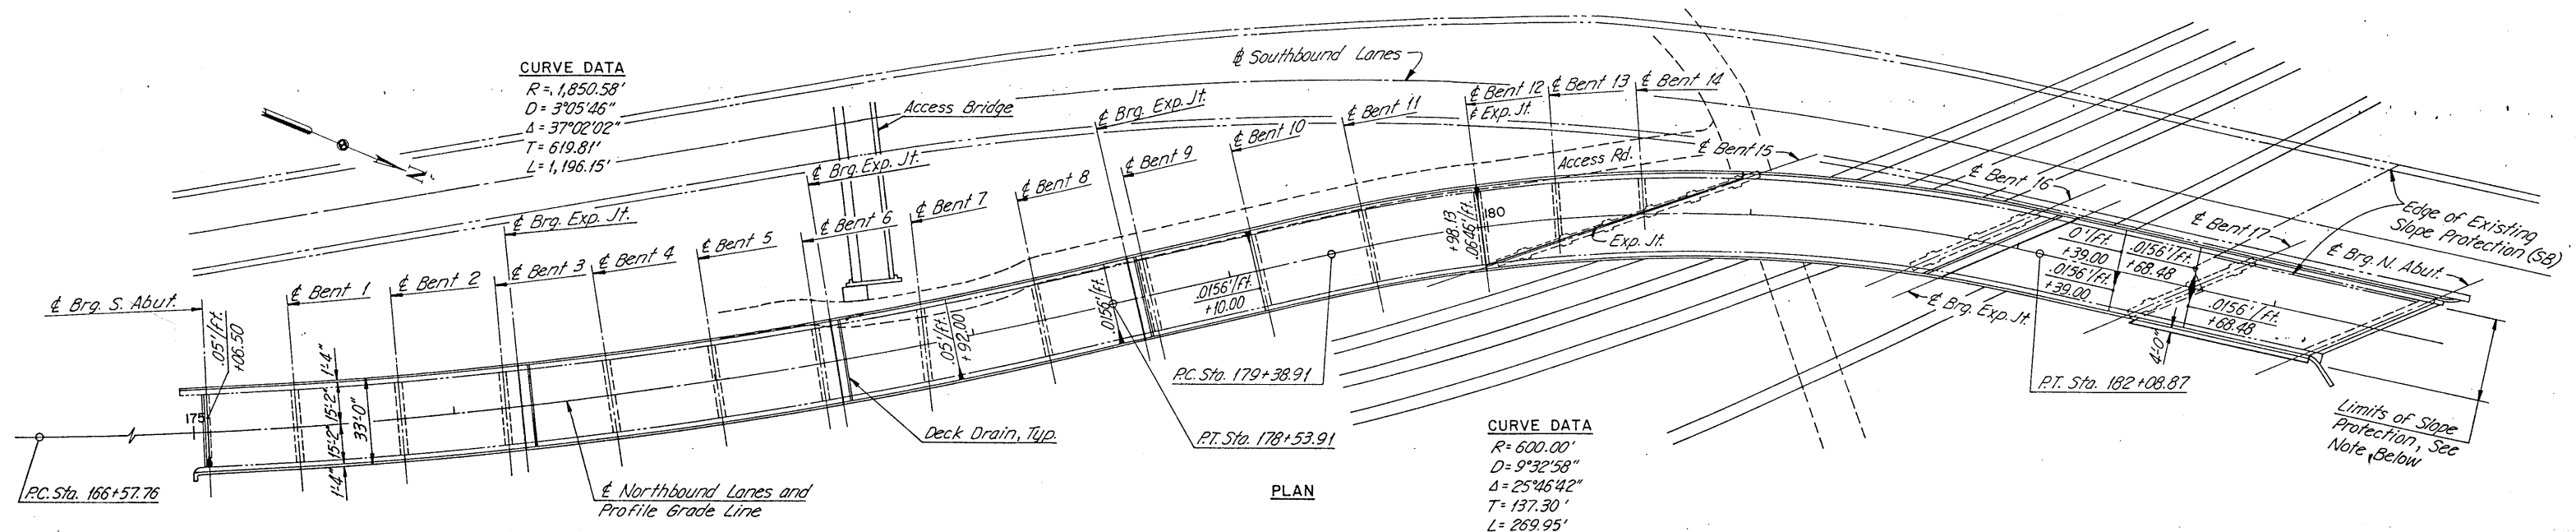 CURVE DATA
R = 1,850.58'
D = 3°05'46"
Δ = 37°02'02"
T = 619.81'
L = 1,196.15'
N
℄ Southbound Lanes
Access Bridge
℄ Brg. Exp. Jt.
℄ Bent 12
℄ Exp. Jt.
℄ Bent 13
℄ Bent 14
℄ Bent 11
℄ Bent 10
℄ Bent 9
℄ Brg. Exp. Jt.
℄ Bent 8
℄ Bent 7
℄ Bent 6
℄ Brg. Exp. Jt.
℄ Bent 5
℄ Bent 4
℄ Bent 3
℄ Bent 2
℄ Bent 1
℄ Brg. S. Abut.
Access Rd.
℄ Bent 15
℄ Bent 16
℄ Bent 17
℄ Brg. N. Abut.
Edge of Existing
Slope Protection (SB)
.05'/Ft.
+06.50
175
1'-4"
15'-2"
15'-2"
1'-4"
33'-0"
.05'/Ft.
+92.00
.0156'/Ft.
.0156'/Ft.
+10.00
+98.13
.0646'/Ft.
180
Exp. Jt.
0'/Ft.
+39.00
.0156'/Ft.
+39.00
.0156'/Ft.
+68.48
.0156'/Ft.
+68.48
4'-0"
℄ Brg. Exp. Jt.
P.C. Sta. 166+57.76
℄ Northbound Lanes and
Profile Grade Line
Deck Drain, Typ.
P.T. Sta. 178+53.91
P.C. Sta. 179+38.91
P.T. Sta. 182+08.87
Limits of Slope
Protection, See
Note Below
PLAN
CURVE DATA
R = 600.00'
D = 9°32'58"
Δ = 25°46'42"
T = 137.30'
L = 269.95'